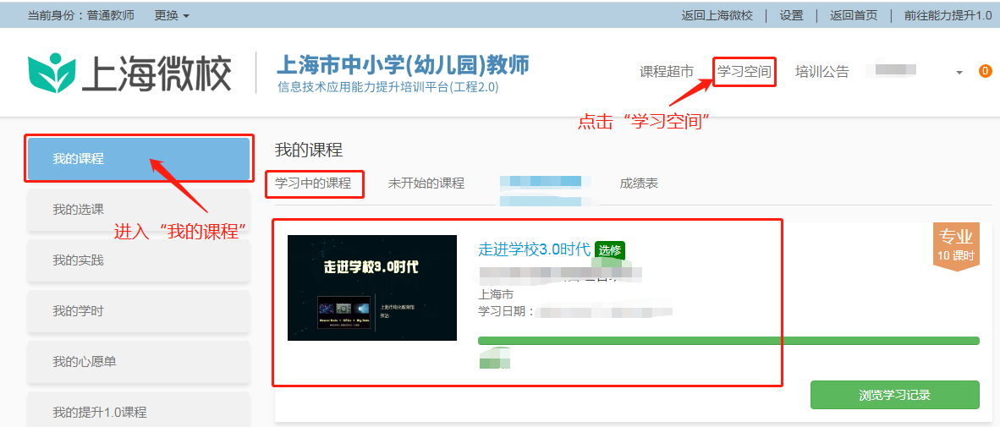 当前身份：普通教师 更换 返回上海微校 | 设置 | 返回首页 | 前往能力提升1.0
上海微校
上海市中小学(幼儿园)教师
信息技术应用能力提升培训平台(工程2.0)
课程超市 学习空间 培训公告 0
点击“学习空间”
我的课程
我的选课
进入“我的课程”
我的实践
我的学时
我的心愿单
我的提升1.0课程
我的课程
学习中的课程 未开始的课程 成绩表
走进学校3.0时代
走进学校3.0时代 选修
上海市
学习日期：
专业
10 课时
浏览学习记录